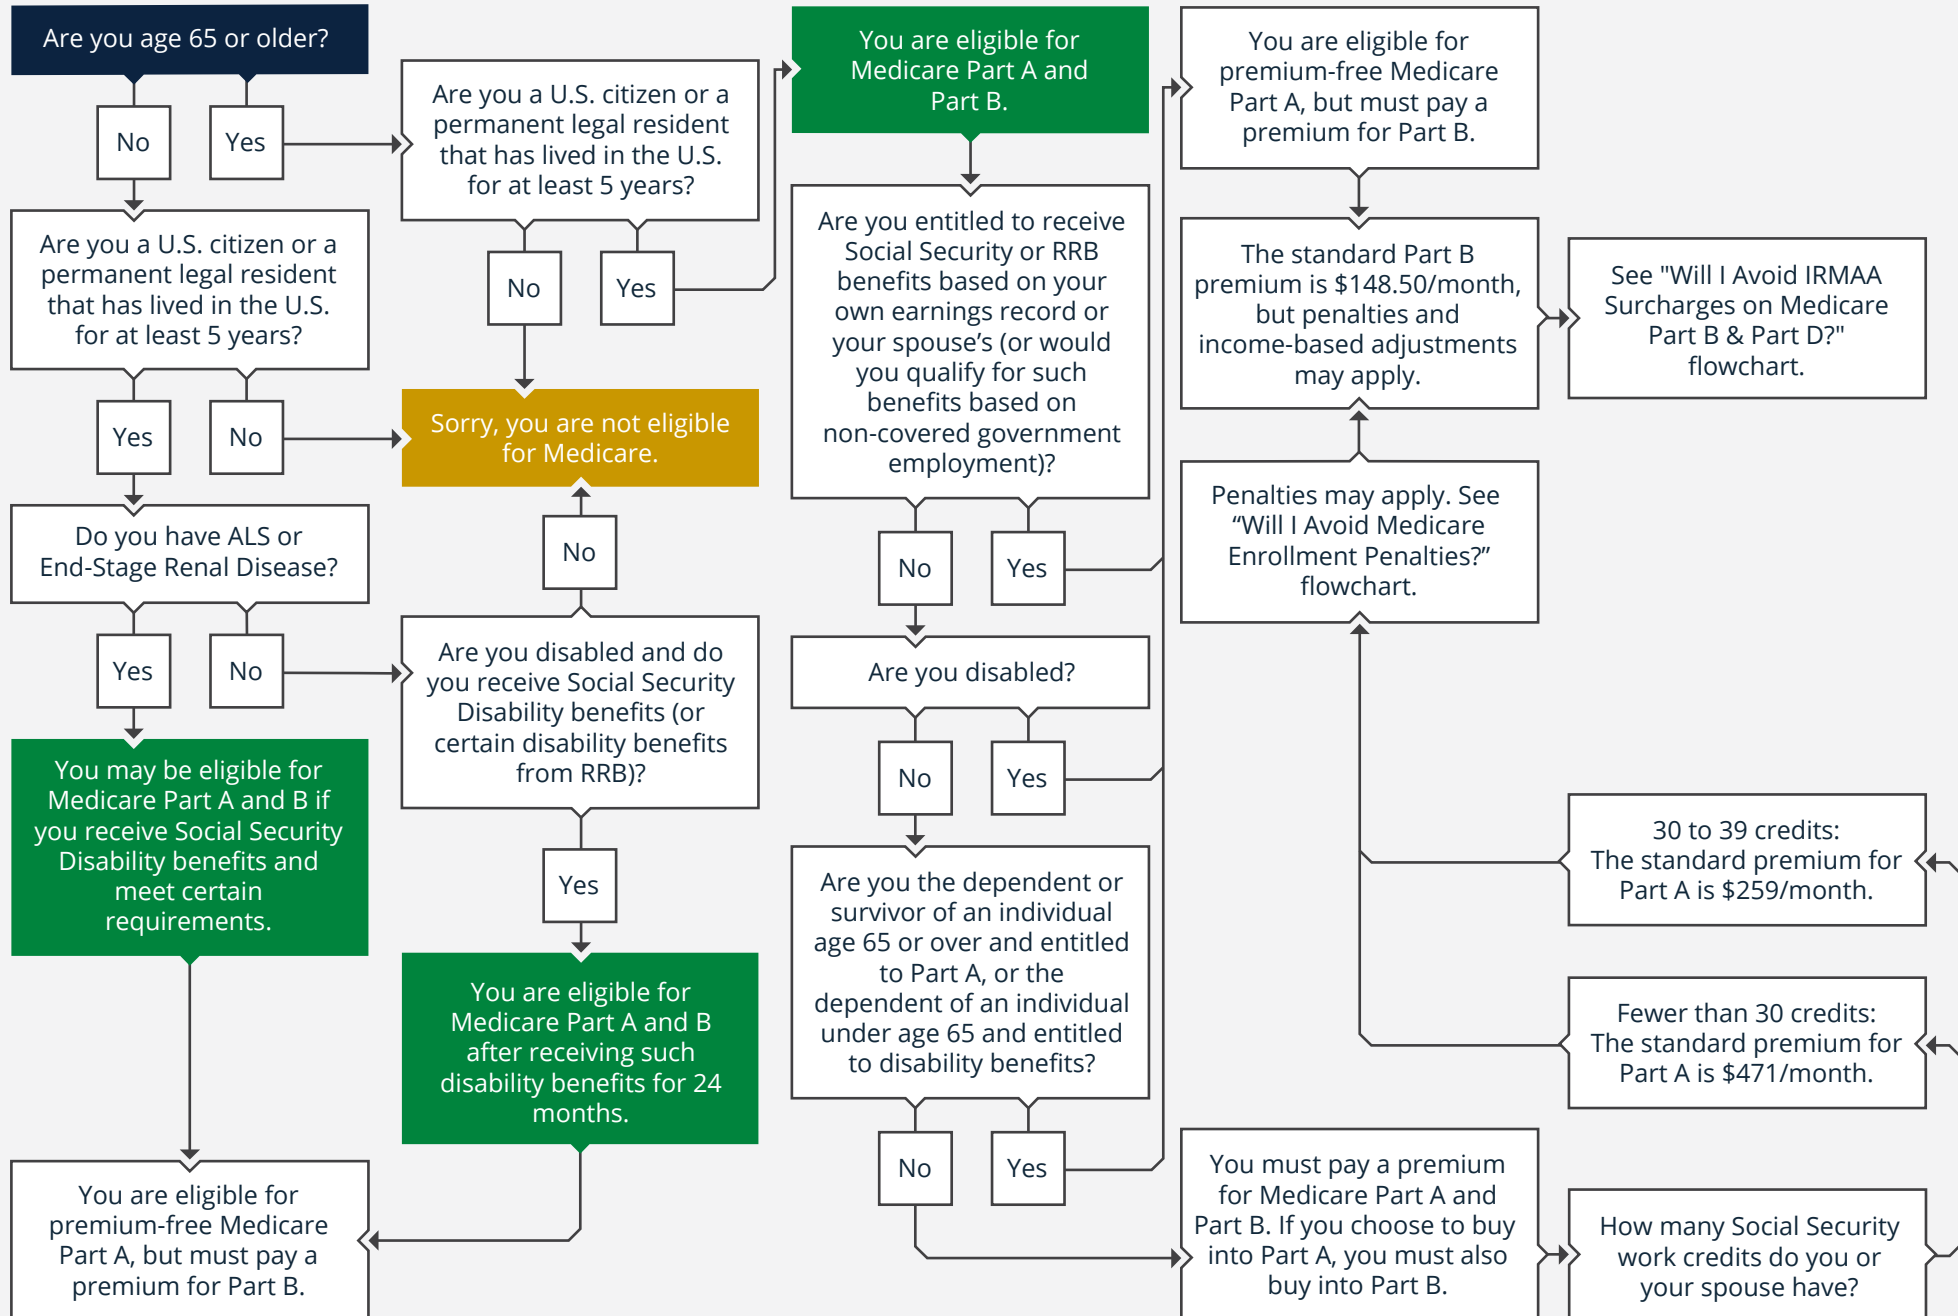 Are you age 65 or older?
No
Yes
Are you a U.S. citizen or a
permanent legal resident
that has lived in the U.S.
for at least 5 years?
Yes
No
Do you have ALS or
End-Stage Renal Disease?
Yes
No
You may be eligible for
Medicare Part A and B if
you receive Social Security
Disability benefits and
meet certain
requirements.
You are eligible for
premium-free Medicare
Part A, but must pay a
premium for Part B.
Are you a U.S. citizen or a
permanent legal resident
that has lived in the U.S.
for at least 5 years?
No
Yes
Sorry, you are not eligible
for Medicare.
No
Are you disabled and do
you receive Social Security
Disability benefits (or
certain disability benefits
from RRB)?
Yes
You are eligible for
Medicare Part A and B
after receiving such
disability benefits for 24
months.
You are eligible for
Medicare Part A and
Part B.
Are you entitled to receive
Social Security or RRB
benefits based on your
own earnings record or
your spouse’s (or would
you qualify for such
benefits based on
non-covered government
employment)?
No
Yes
Are you disabled?
No
Yes
Are you the dependent or
survivor of an individual
age 65 or over and entitled
to Part A, or the
dependent of an individual
under age 65 and entitled
to disability benefits?
No
Yes
You are eligible for
premium-free Medicare
Part A, but must pay a
premium for Part B.
The standard Part B
premium is $148.50/month,
but penalties and
income-based adjustments
may apply.
Penalties may apply. See
“Will I Avoid Medicare
Enrollment Penalties?”
flowchart.
You must pay a premium
for Medicare Part A and
Part B. If you choose to buy
into Part A, you must also
buy into Part B.
See "Will I Avoid IRMAA
Surcharges on Medicare
Part B & Part D?"
flowchart.
30 to 39 credits:
The standard premium for
Part A is $259/month.
Fewer than 30 credits:
The standard premium for
Part A is $471/month.
How many Social Security
work credits do you or
your spouse have?